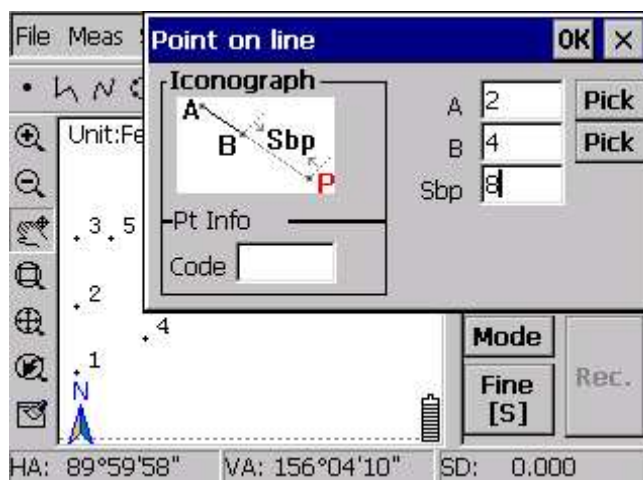 File Meas
Point on line OK ×
Iconograph
A
B Sbp
P
A 2 Pick
B 4 Pick
Sbp 8
Pt Info
Code
Unit:Fe
3 5
2
4
1
N
Mode
Fine
[S]
Rec.
HA: 89°59'58" VA: 156°04'10" SD: 0.000